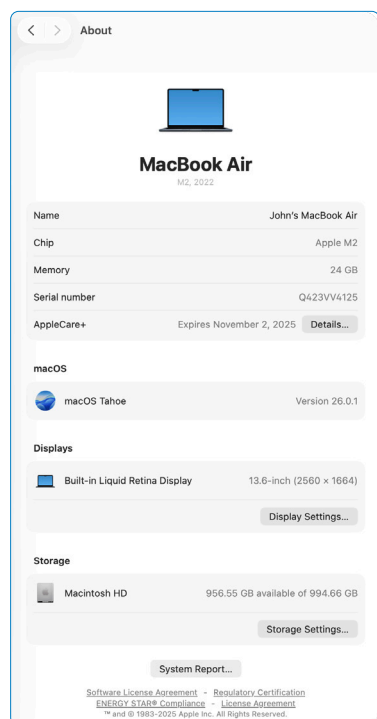 About
MacBook Air
M2, 2022
Name John's MacBook Air
Chip Apple M2
Memory 24 GB
Serial number Q423VV4125
AppleCare+ Expires November 2, 2025 Details...
macOS
macOS Tahoe Version 26.0.1
Displays
Built-in Liquid Retina Display 13.6-inch (2560 × 1664)
Display Settings...
Storage
Macintosh HD 956.55 GB available of 994.66 GB
Storage Settings...
System Report...
Software License Agreement - Regulatory Certification
ENERGY STAR® Compliance - License Agreement
™ and © 1983-2025 Apple Inc. All Rights Reserved.